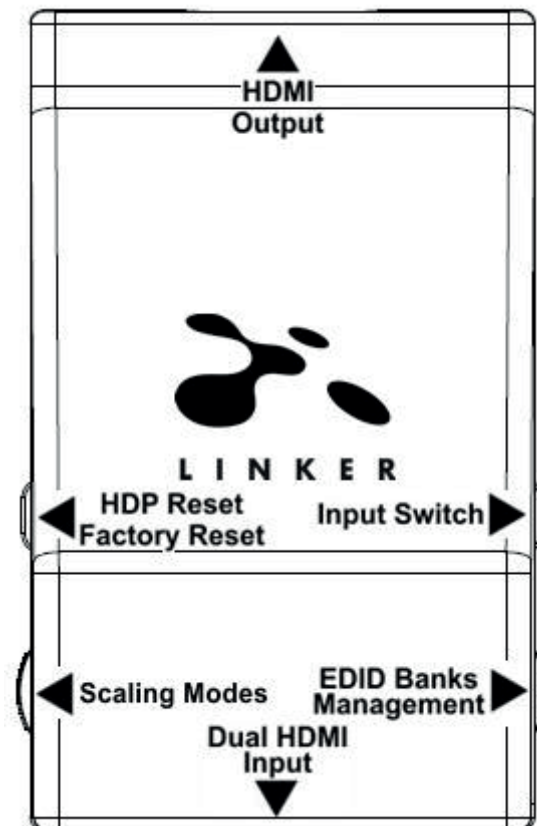 HDMI
Output
LINKER
HDP Reset
Factory Reset
Input Switch
Scaling Modes
EDID Banks
Management
Dual HDMI
Input